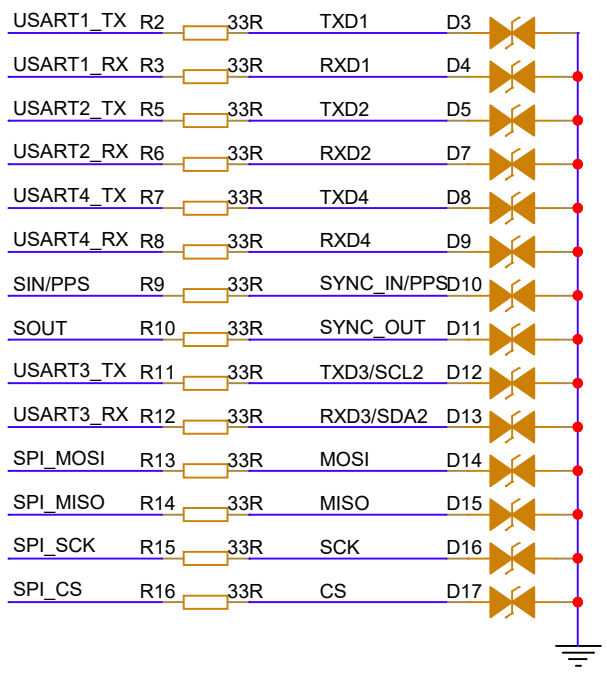 USART1_TX R2 33R TXD1 D3
USART1_RX R3 33R RXD1 D4
USART2_TX R5 33R TXD2 D5
USART2_RX R6 33R RXD2 D7
USART4_TX R7 33R TXD4 D8
USART4_RX R8 33R RXD4 D9
SIN/PPS R9 33R SYNC_IN/PPS D10
SOUT R10 33R SYNC_OUT D11
USART3_TX R11 33R TXD3/SCL2 D12
USART3_RX R12 33R RXD3/SDA2 D13
SPI_MOSI R13 33R MOSI D14
SPI_MISO R14 33R MISO D15
SPI_SCK R15 33R SCK D16
SPI_CS R16 33R CS D17